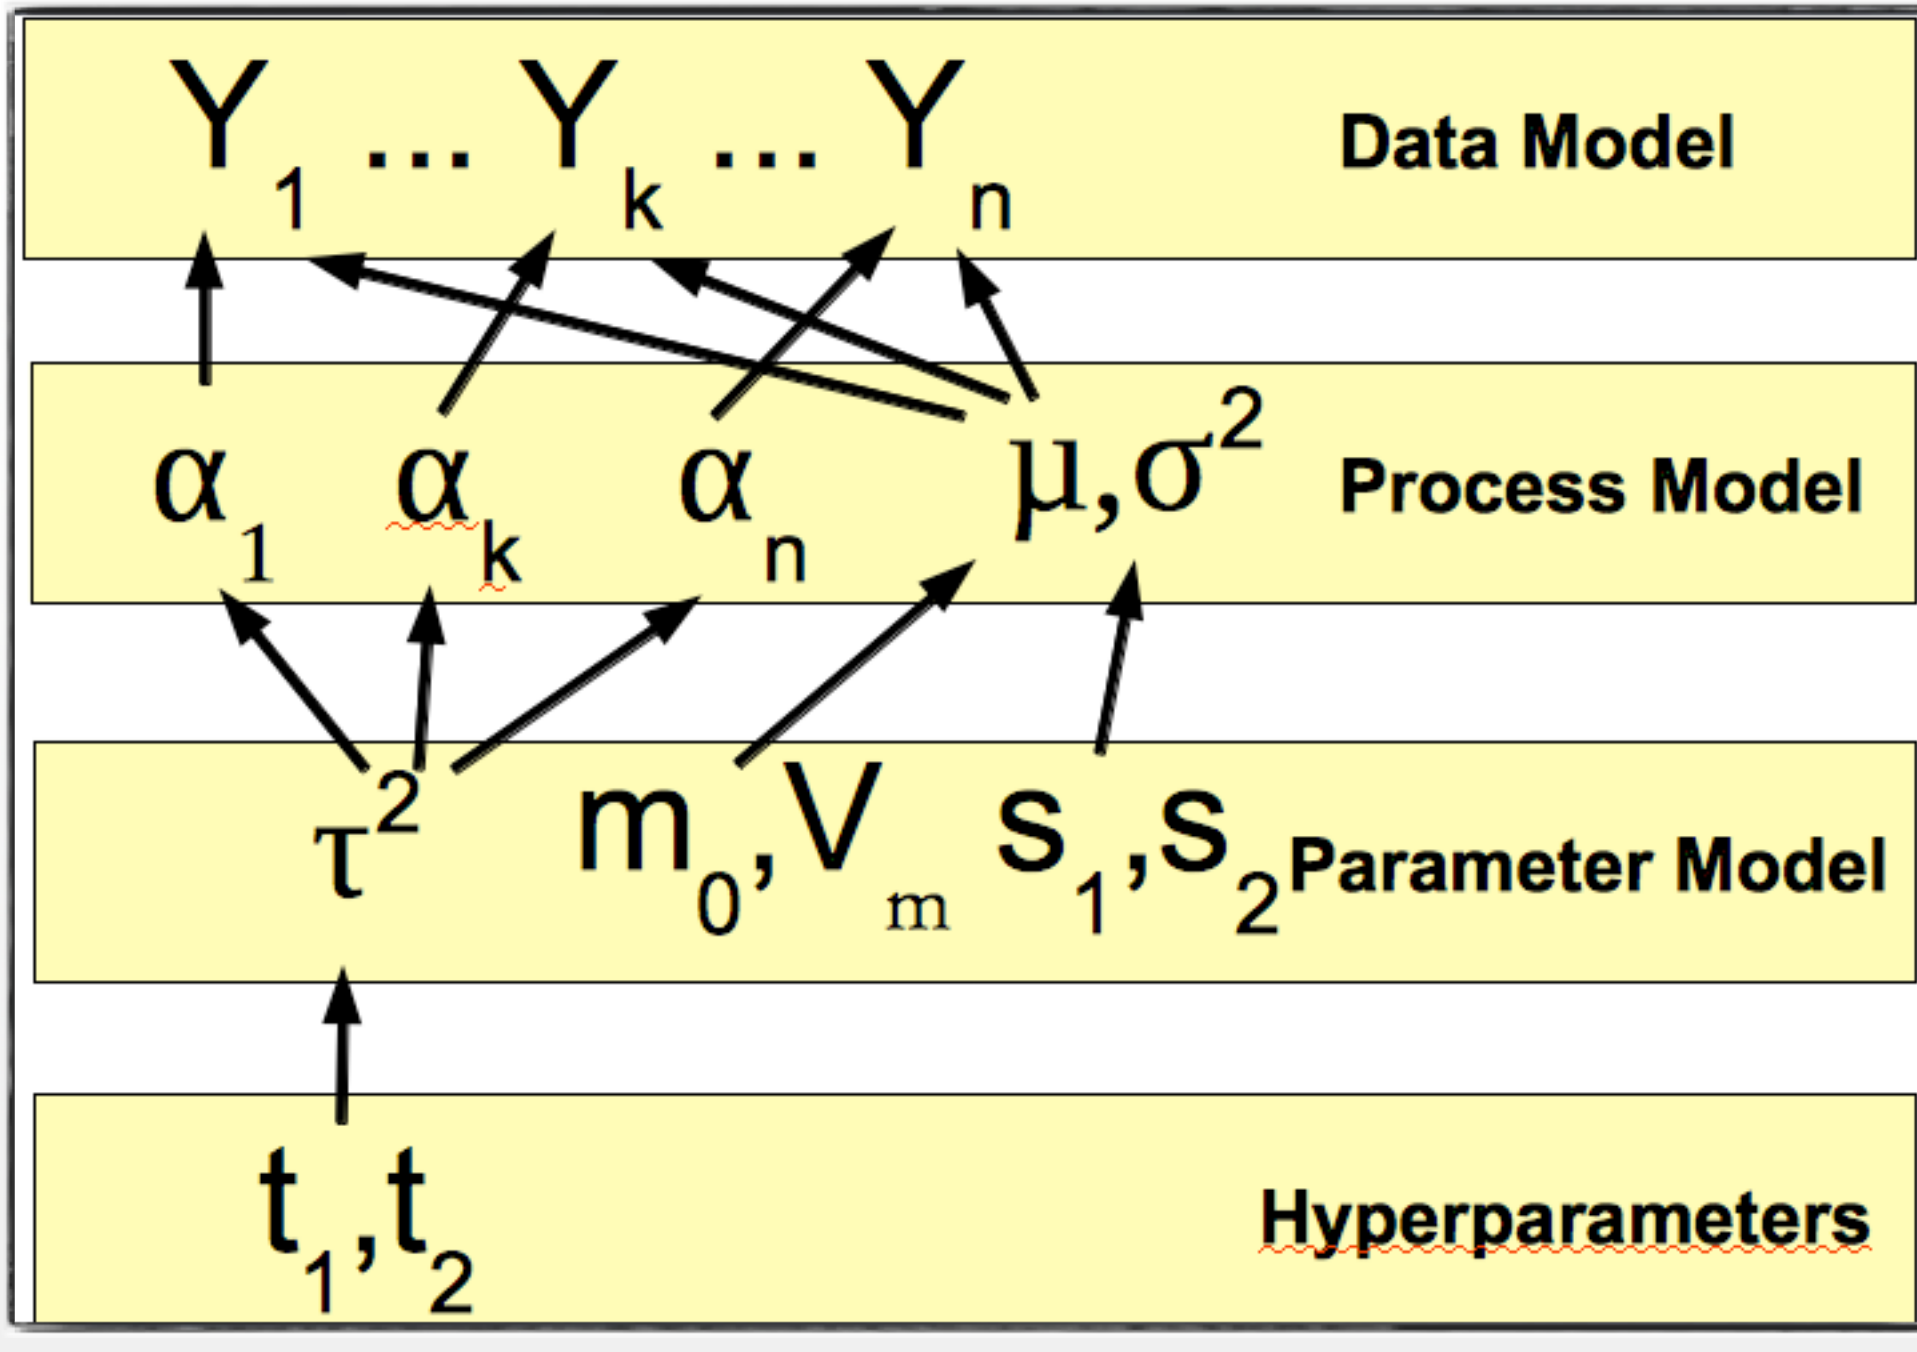 Y₁ ... Yₖ ... Yₙ Data Model
α₁ αₖ αₙ μ,σ² Process Model
τ² m₀,Vₘ s₁,s₂ Parameter Model
t₁,t₂ Hyperparameters